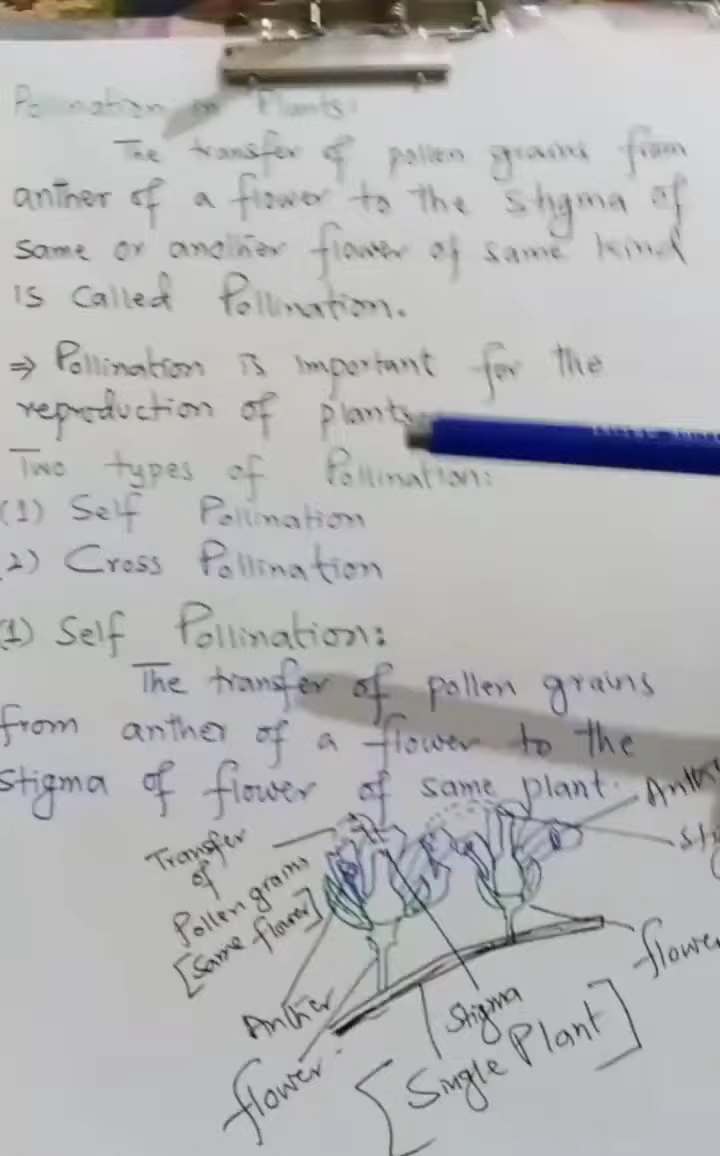 Pollination in Plants:
The transfer of pollen grains from
anther of a flower to the stigma of
same or another flower of same kind
is called Pollination.
⇒ Pollination is important for the
reproduction of plants
Two types of Pollination:
(1) Self Pollination
2) Cross Pollination
(1) Self Pollination:
The transfer of pollen grains
from anther of a flower to the
stigma of flower of same plant.
Transfer
of
Pollen grains
[Same flower]
Anther
flower.
Stigma
[Single Plant]